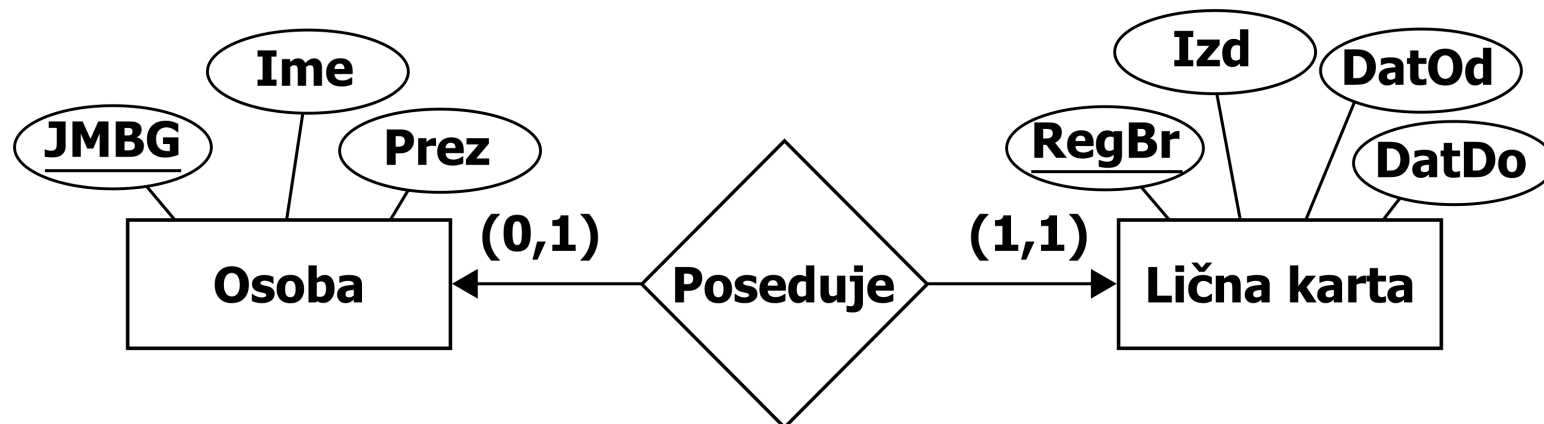 Ime
JMBG
Prez
Izd
DatOd
RegBr
DatDo
(0,1)
(1,1)
Osoba
Poseduje
Lična karta